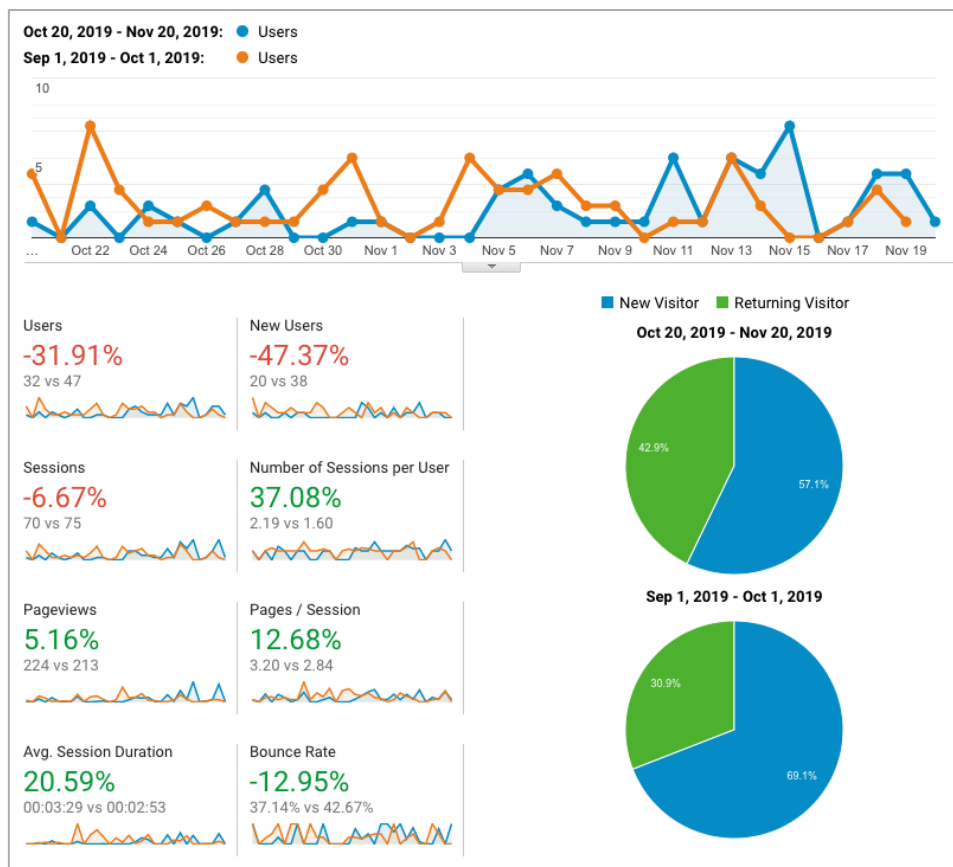 Oct 20, 2019 - Nov 20, 2019: Users
Sep 1, 2019 - Oct 1, 2019: Users
10
5
... Oct 22 Oct 24 Oct 26 Oct 28 Oct 30 Nov 1 Nov 3 Nov 5 Nov 7 Nov 9 Nov 11 Nov 13 Nov 15 Nov 17 Nov 19
Users
-31.91%
32 vs 47
New Users
-47.37%
20 vs 38
Sessions
-6.67%
70 vs 75
Number of Sessions per User
37.08%
2.19 vs 1.60
Pageviews
5.16%
224 vs 213
Pages / Session
12.68%
3.20 vs 2.84
Avg. Session Duration
20.59%
00:03:29 vs 00:02:53
Bounce Rate
-12.95%
37.14% vs 42.67%
New Visitor Returning Visitor
Oct 20, 2019 - Nov 20, 2019
42.9%
57.1%
Sep 1, 2019 - Oct 1, 2019
30.9%
69.1%